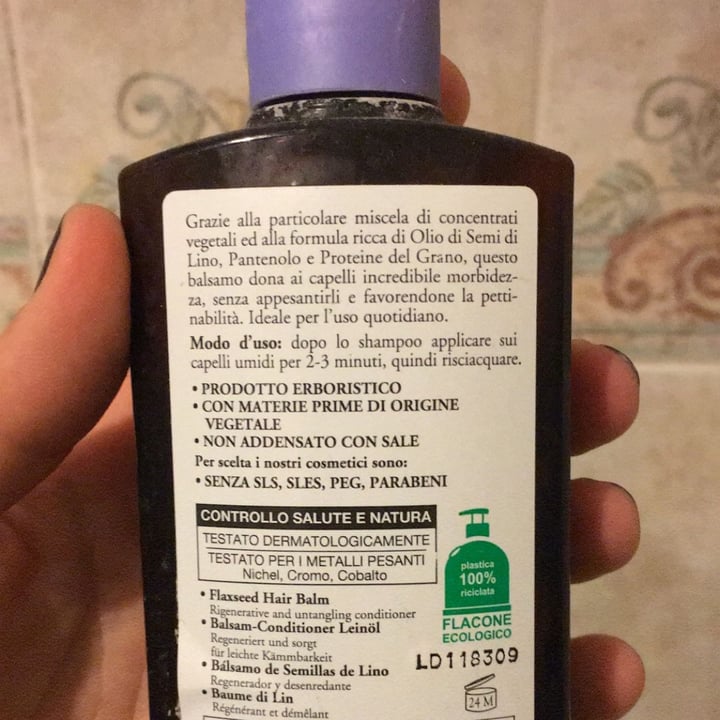 Grazie alla particolare miscela di concentrati
vegetali ed alla formula ricca di Olio di Semi di
Lino, Pantenolo e Proteine del Grano, questo
balsamo dona ai capelli incredibile morbidez-
za, senza appesantirli e favorendone la petti-
nabilità. Ideale per l'uso quotidiano.
Modo d'uso: dopo lo shampoo applicare sui
capelli umidi per 2-3 minuti, quindi risciacquare.
• PRODOTTO ERBORISTICO
• CON MATERIE PRIME DI ORIGINE
VEGETALE
• NON ADDENSATO CON SALE
Per scelta i nostri cosmetici sono:
• SENZA SLS, SLES, PEG, PARABENI
CONTROLLO SALUTE E NATURA
TESTATO DERMATOLOGICAMENTE
TESTATO PER I METALLI PESANTI
Nichel, Cromo, Cobalto
plastica
100%
riciclata
FLACONE
ECOLOGICO
• Flaxseed Hair Balm
Rigenerative and untangling conditioner
• Balsam-Conditioner Leinöl
Regeneriert und sorgt
für leichte Kämmbarkeit
• Bálsamo de Semillas de Lino
Regenerador y desenredante
• Baume di Lin
Régénérant et démêlant
LD118309
24 M